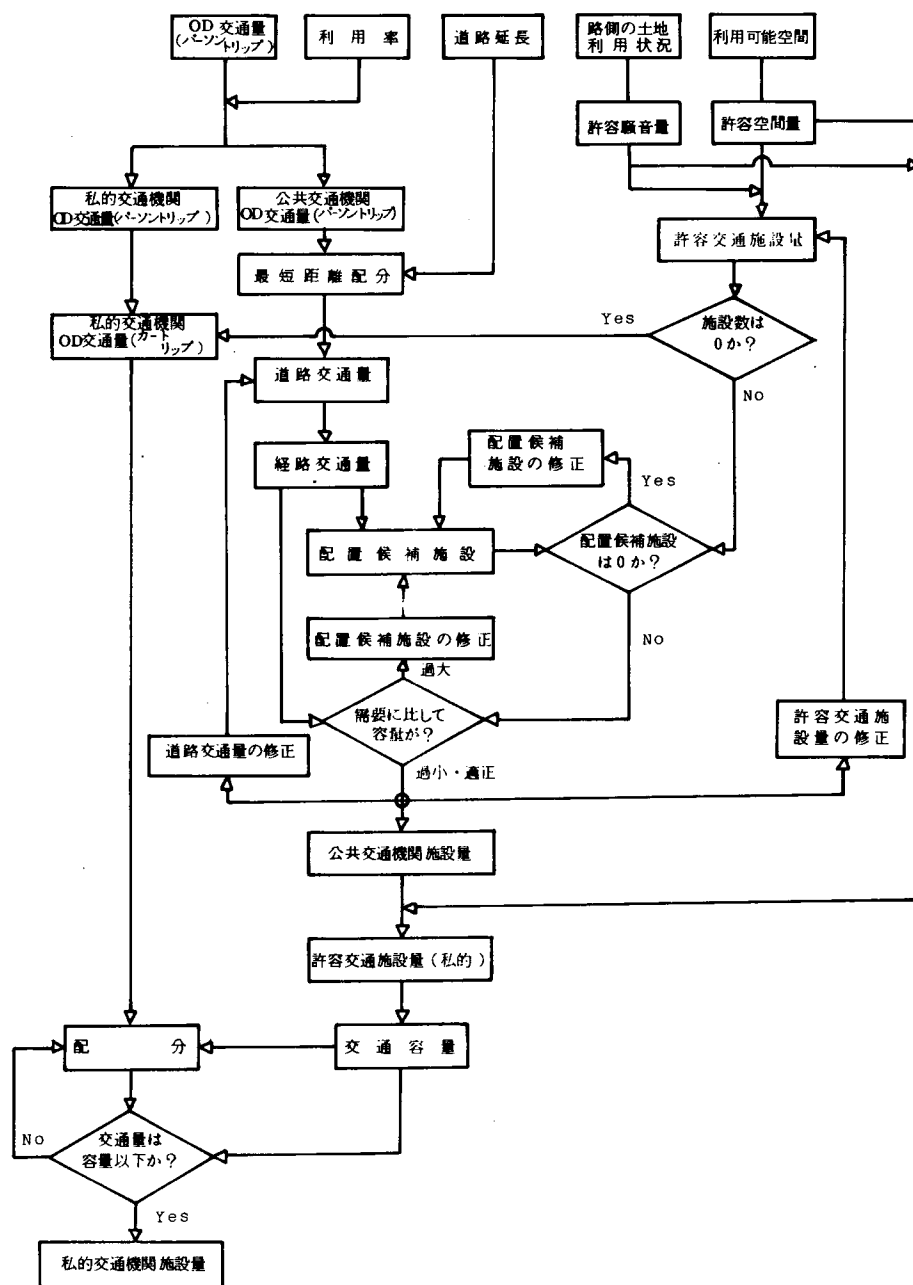 OD 交通量
(パーソントリップ)
利用率
道路延長
路側の土地
利用状況
利用可能空間
許容騒音量
許容空間量
私的交通機関
OD交通量(パーソントリップ)
公共交通機関
OD交通量(パーソントリップ)
許容交通施設量
最短距離配分
私的交通機関
OD交通量(カートリップ)
Yes
施設数は
0か?
No
道路交通量
経路交通量
配置候補
施設の修正
Yes
配置候補施設
配置候補施設
は0か?
No
配置候補施設の修正
過大
需要に比して
容量が?
過小・適正
道路交通量の修正
許容交通施
設量の修正
公共交通機関施設量
許容交通施設量(私的)
配分
交通容量
No
交通量は
容量以下か?
Yes
私的交通機関施設量